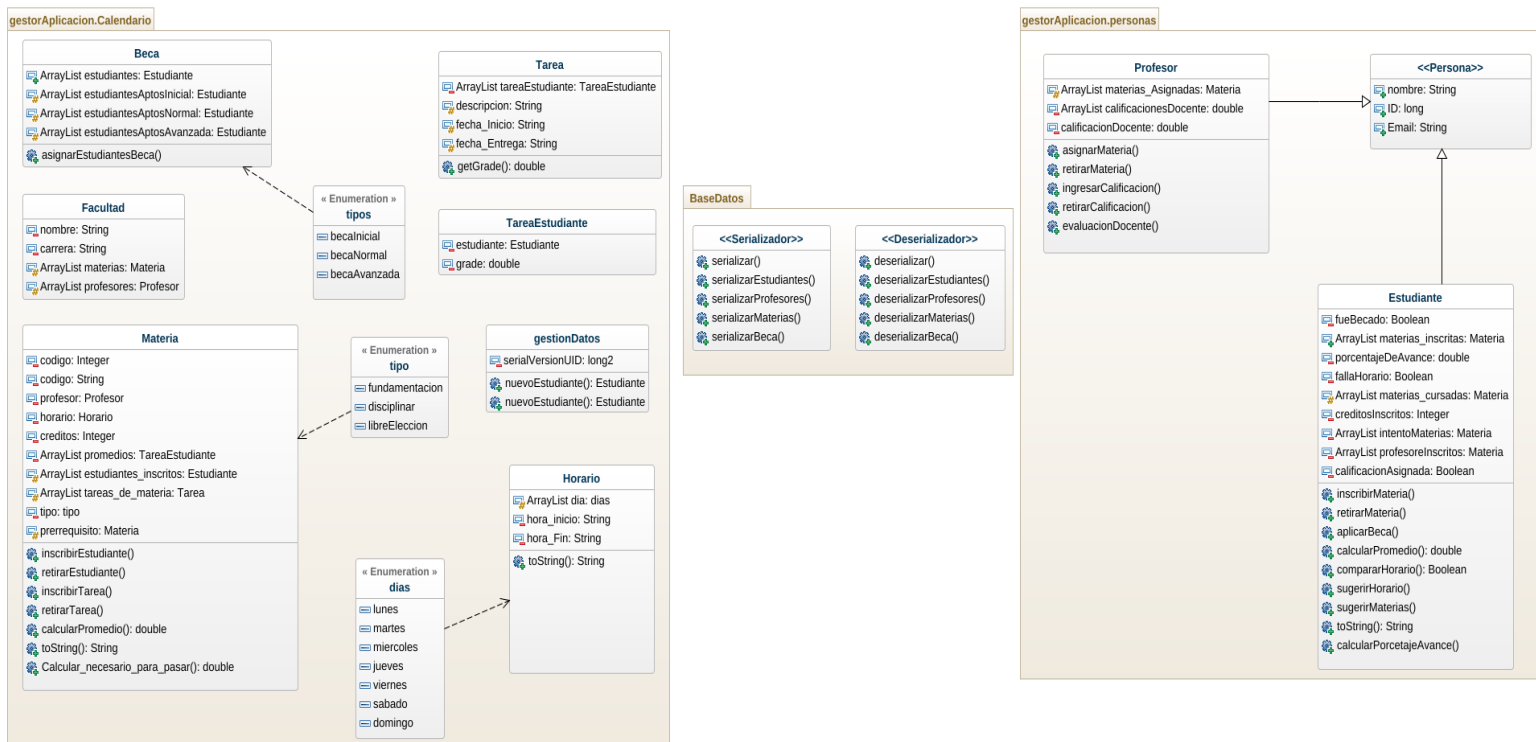 gestorAplicacion.Calendario
Beca
ArrayList estudiantes: Estudiante
ArrayList estudiantesAptosInicial: Estudiante
ArrayList estudiantesAptosNormal: Estudiante
ArrayList estudiantesAptosAvanzada: Estudiante
asignarEstudiantesBeca()
Tarea
ArrayList tareaEstudiante: TareaEstudiante
descripcion: String
fecha_Inicio: String
fecha_Entrega: String
getGrade(): double
Facultad
nombre: String
carrera: String
ArrayList materias: Materia
ArrayList profesores: Profesor
« Enumeration »
tipos
becaInicial
becaNormal
becaAvanzada
TareaEstudiante
estudiante: Estudiante
grade: double
Materia
codigo: Integer
codigo: String
profesor: Profesor
horario: Horario
creditos: Integer
ArrayList promedios: TareaEstudiante
ArrayList estudiantes_inscritos: Estudiante
ArrayList tareas_de_materia: Tarea
tipo: tipo
prerrequisito: Materia
inscribirEstudiante()
retirarEstudiante()
inscribirTarea()
retirarTarea()
calcularPromedio(): double
toString(): String
Calcular_necesario_para_pasar(): double
« Enumeration »
tipo
fundamentacion
disciplinar
libreEleccion
gestionDatos
serialVersionUID: long2
nuevoEstudiante(): Estudiante
nuevoEstudiante(): Estudiante
Horario
ArrayList dia: dias
hora_inicio: String
hora_Fin: String
toString(): String
« Enumeration »
dias
lunes
martes
miercoles
jueves
viernes
sabado
domingo
BaseDatos
<<Serializador>>
serializar()
serializarEstudiantes()
serializarProfesores()
serializarMaterias()
serializarBeca()
<<Deserializador>>
deserializar()
deserializarEstudiantes()
deserializarProfesores()
deserializarMaterias()
deserializarBeca()
gestorAplicacion.personas
Profesor
ArrayList materias_Asignadas: Materia
ArrayList calificacionesDocente: double
calificacionDocente: double
asignarMateria()
retirarMateria()
ingresarCalificacion()
retirarCalificacion()
evaluacionDocente()
<<Persona>>
nombre: String
ID: long
Email: String
Estudiante
fueBecado: Boolean
ArrayList materias_inscritas: Materia
porcentajeDeAvance: double
fallaHorario: Boolean
ArrayList materias_cursadas: Materia
creditosInscritos: Integer
ArrayList intentoMaterias: Materia
ArrayList profesoreInscritos: Materia
calificacionAsignada: Boolean
inscribirMateria()
retirarMateria()
aplicarBeca()
calcularPromedio(): double
compararHorario(): Boolean
sugerirHorario()
sugerirMaterias()
toString(): String
calcularPorcetajeAvance()